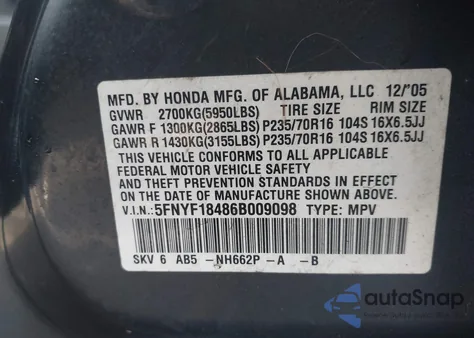 MFD. BY HONDA MFG. OF ALABAMA, LLC 12/'05
GVWR 2700KG(5950LBS) TIRE SIZE RIM SIZE
GAWR F 1300KG(2865LBS) P235/70R16 104S 16X6.5JJ
GAWR R 1430KG(3155LBS) P235/70R16 104S 16X6.5JJ
THIS VEHICLE CONFORMS TO ALL APPLICABLE
FEDERAL MOTOR VEHICLE SAFETY
AND THEFT PREVENTION STANDARDS IN EFFECT
ON THE DATE OF MANUFACTURE SHOWN ABOVE.
V.I.N.: 5FNYF18486B009098 TYPE: MPV
SKV 6 AB5 -NH662P -A -B
autoSnap